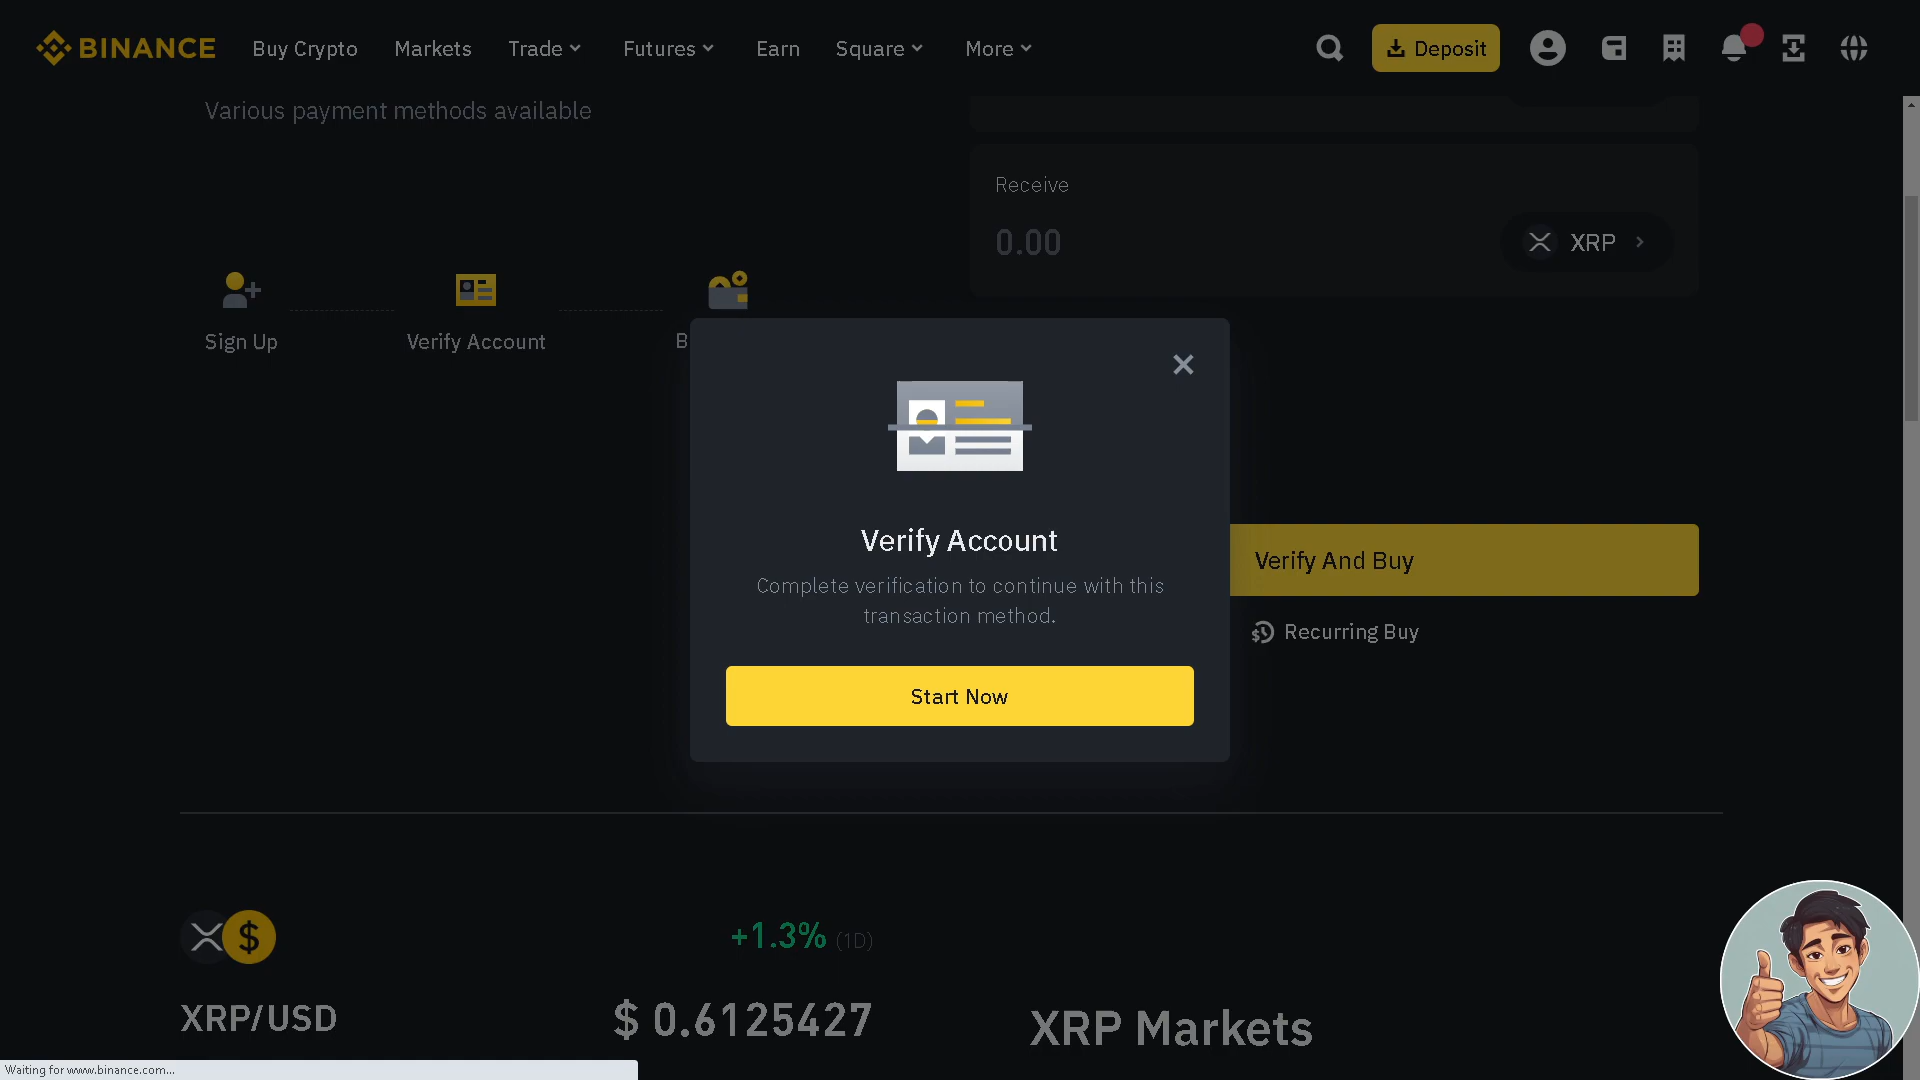 BINANCE
Buy Crypto
Markets
Trade
Futures
Earn
Square
More
Deposit
Various payment methods available
Receive
0.00
XRP
Sign Up
Verify Account
B
Verify Account
Complete verification to continue with this
transaction method.
Start Now
Verify And Buy
Recurring Buy
+1.3% (1D)
XRP/USD
$ 0.6125427
XRP Markets
Waiting for www.binance.com...